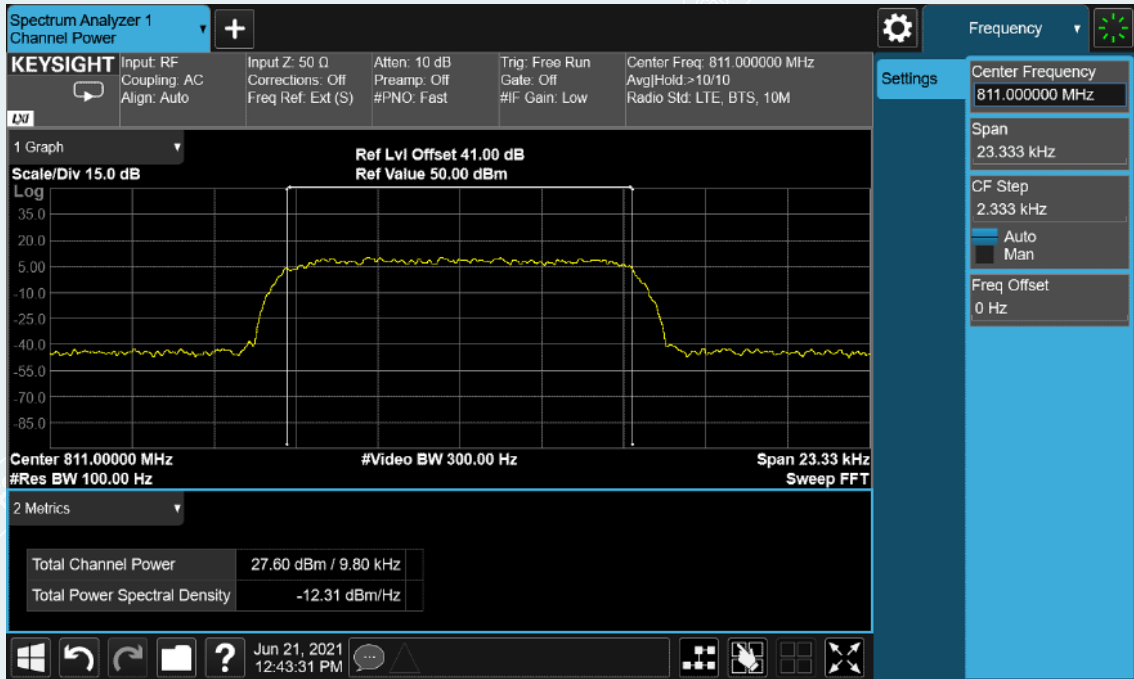 Spectrum Analyzer 1
Channel Power
+
Frequency
KEYSIGHT
LXI
Input: RF
Coupling: AC
Align: Auto
Input Z: 50 Ω
Corrections: Off
Freq Ref: Ext (S)
Atten: 10 dB
Preamp: Off
#PNO: Fast
Trig: Free Run
Gate: Off
#IF Gain: Low
Center Freq: 811.000000 MHz
Avg|Hold:>10/10
Radio Std: LTE, BTS, 10M
Settings
Center Frequency
811.000000 MHz
Span
23.333 kHz
CF Step
2.333 kHz
Auto
Man
Freq Offset
0 Hz
1 Graph
Scale/Div 15.0 dB
Ref Lvl Offset 41.00 dB
Ref Value 50.00 dBm
Log
35.0
20.0
5.00
-10.0
-25.0
-40.0
-55.0
-70.0
-85.0
Center 811.00000 MHz
#Video BW 300.00 Hz
Span 23.33 kHz
#Res BW 100.00 Hz
Sweep FFT
2 Metrics
Total Channel Power 27.60 dBm / 9.80 kHz
Total Power Spectral Density -12.31 dBm/Hz
?
Jun 21, 2021
12:43:31 PM